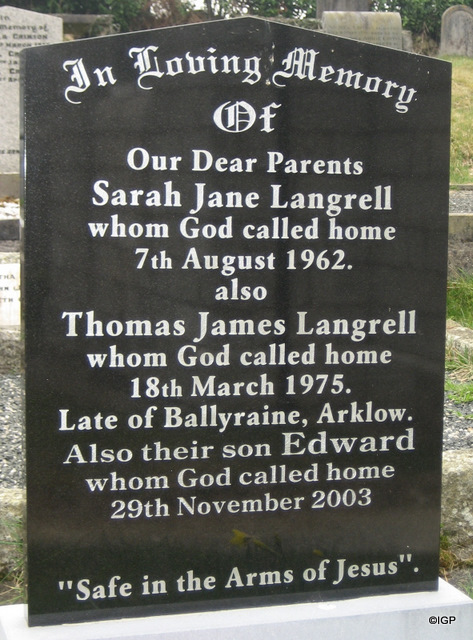 In Loving Memory
Of
Our Dear Parents
Sarah Jane Langrell
whom God called home
7th August 1962.
also
Thomas James Langrell
whom God called home
18th March 1975.
Late of Ballyraine, Arklow.
Also their son Edward
whom God called home
29th November 2003
"Safe in the Arms of Jesus".
©IGP